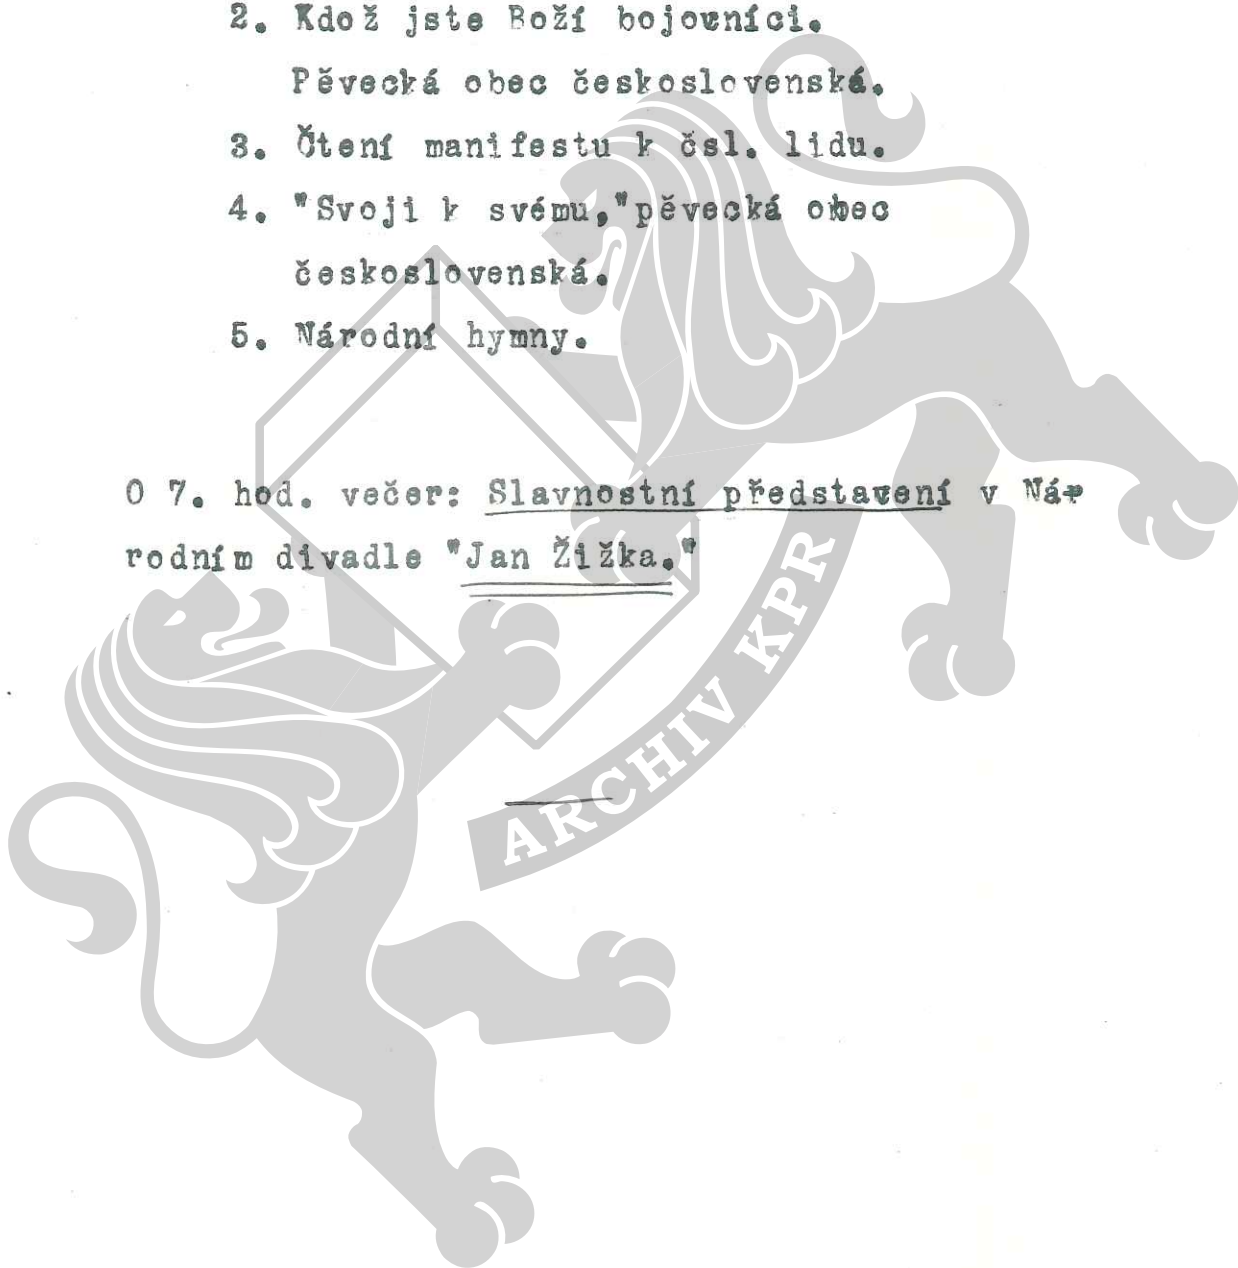 2. Kdož jste Boží bojovníci.
Pěvecká obec československá.
3. Čtení manifestu k čsl. lidu.
4. "Svoji k svému,"pěvecká obec
československá.
5. Národní hymny.
O 7. hod. večer: Slavnostní představení v Ná-
rodním divadle "Jan Žižka."
ARCHIV KPR